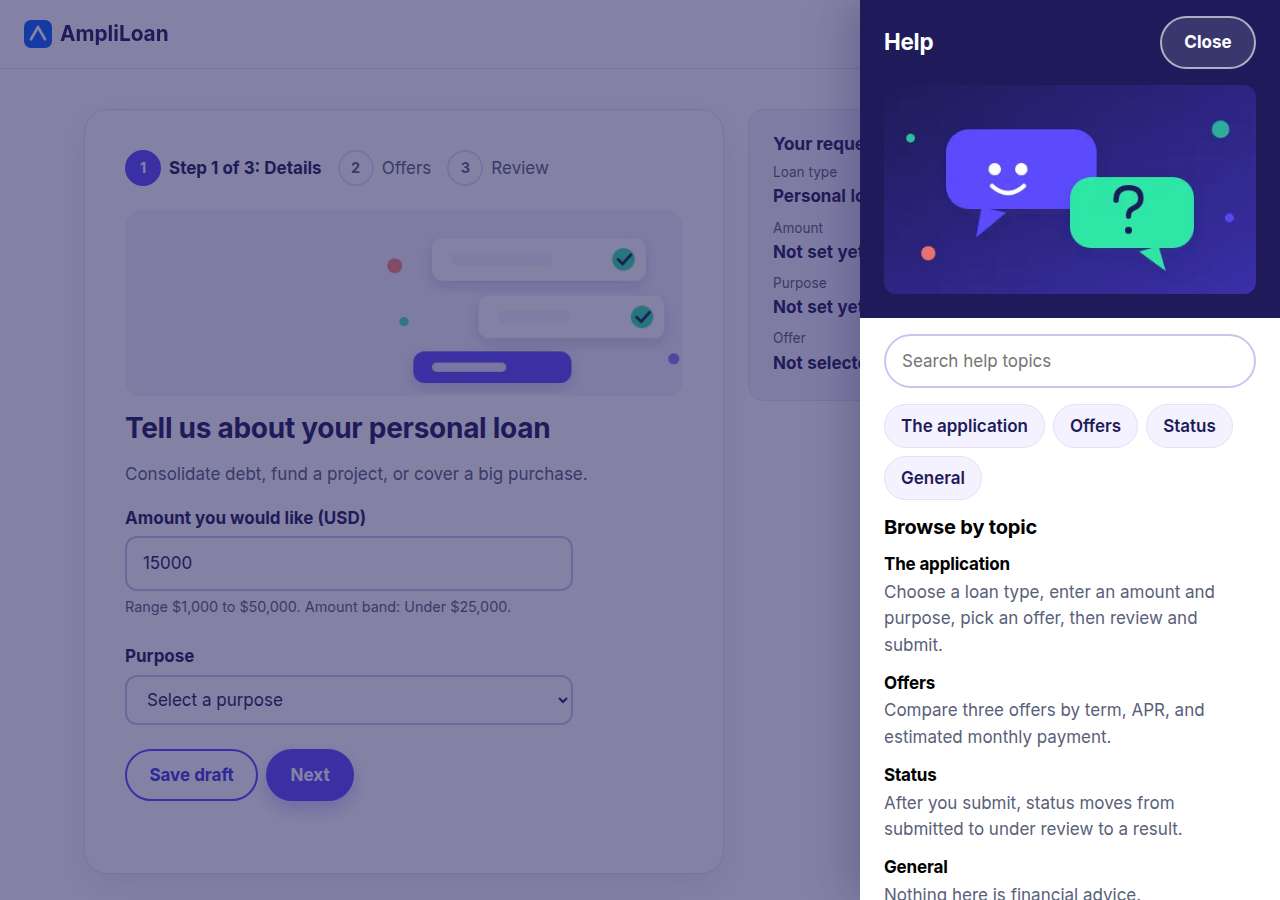 AmpliLoan
1 Step 1 of 3: Details 2 Offers 3 Review
Tell us about your personal loan
Consolidate debt, fund a project, or cover a big purchase.
Amount you would like (USD)
15000
Range $1,000 to $50,000. Amount band: Under $25,000.
Purpose
Select a purpose
Save draft Next
Your reque
Loan type
Personal lo
Amount
Not set yet
Purpose
Not set yet
Offer
Not selecte
Help
Close
?
Search help topics
The application Offers Status
General
Browse by topic
The application
Choose a loan type, enter an amount and
purpose, pick an offer, then review and
submit.
Offers
Compare three offers by term, APR, and
estimated monthly payment.
Status
After you submit, status moves from
submitted to under review to a result.
General
Nothing here is financial advice.